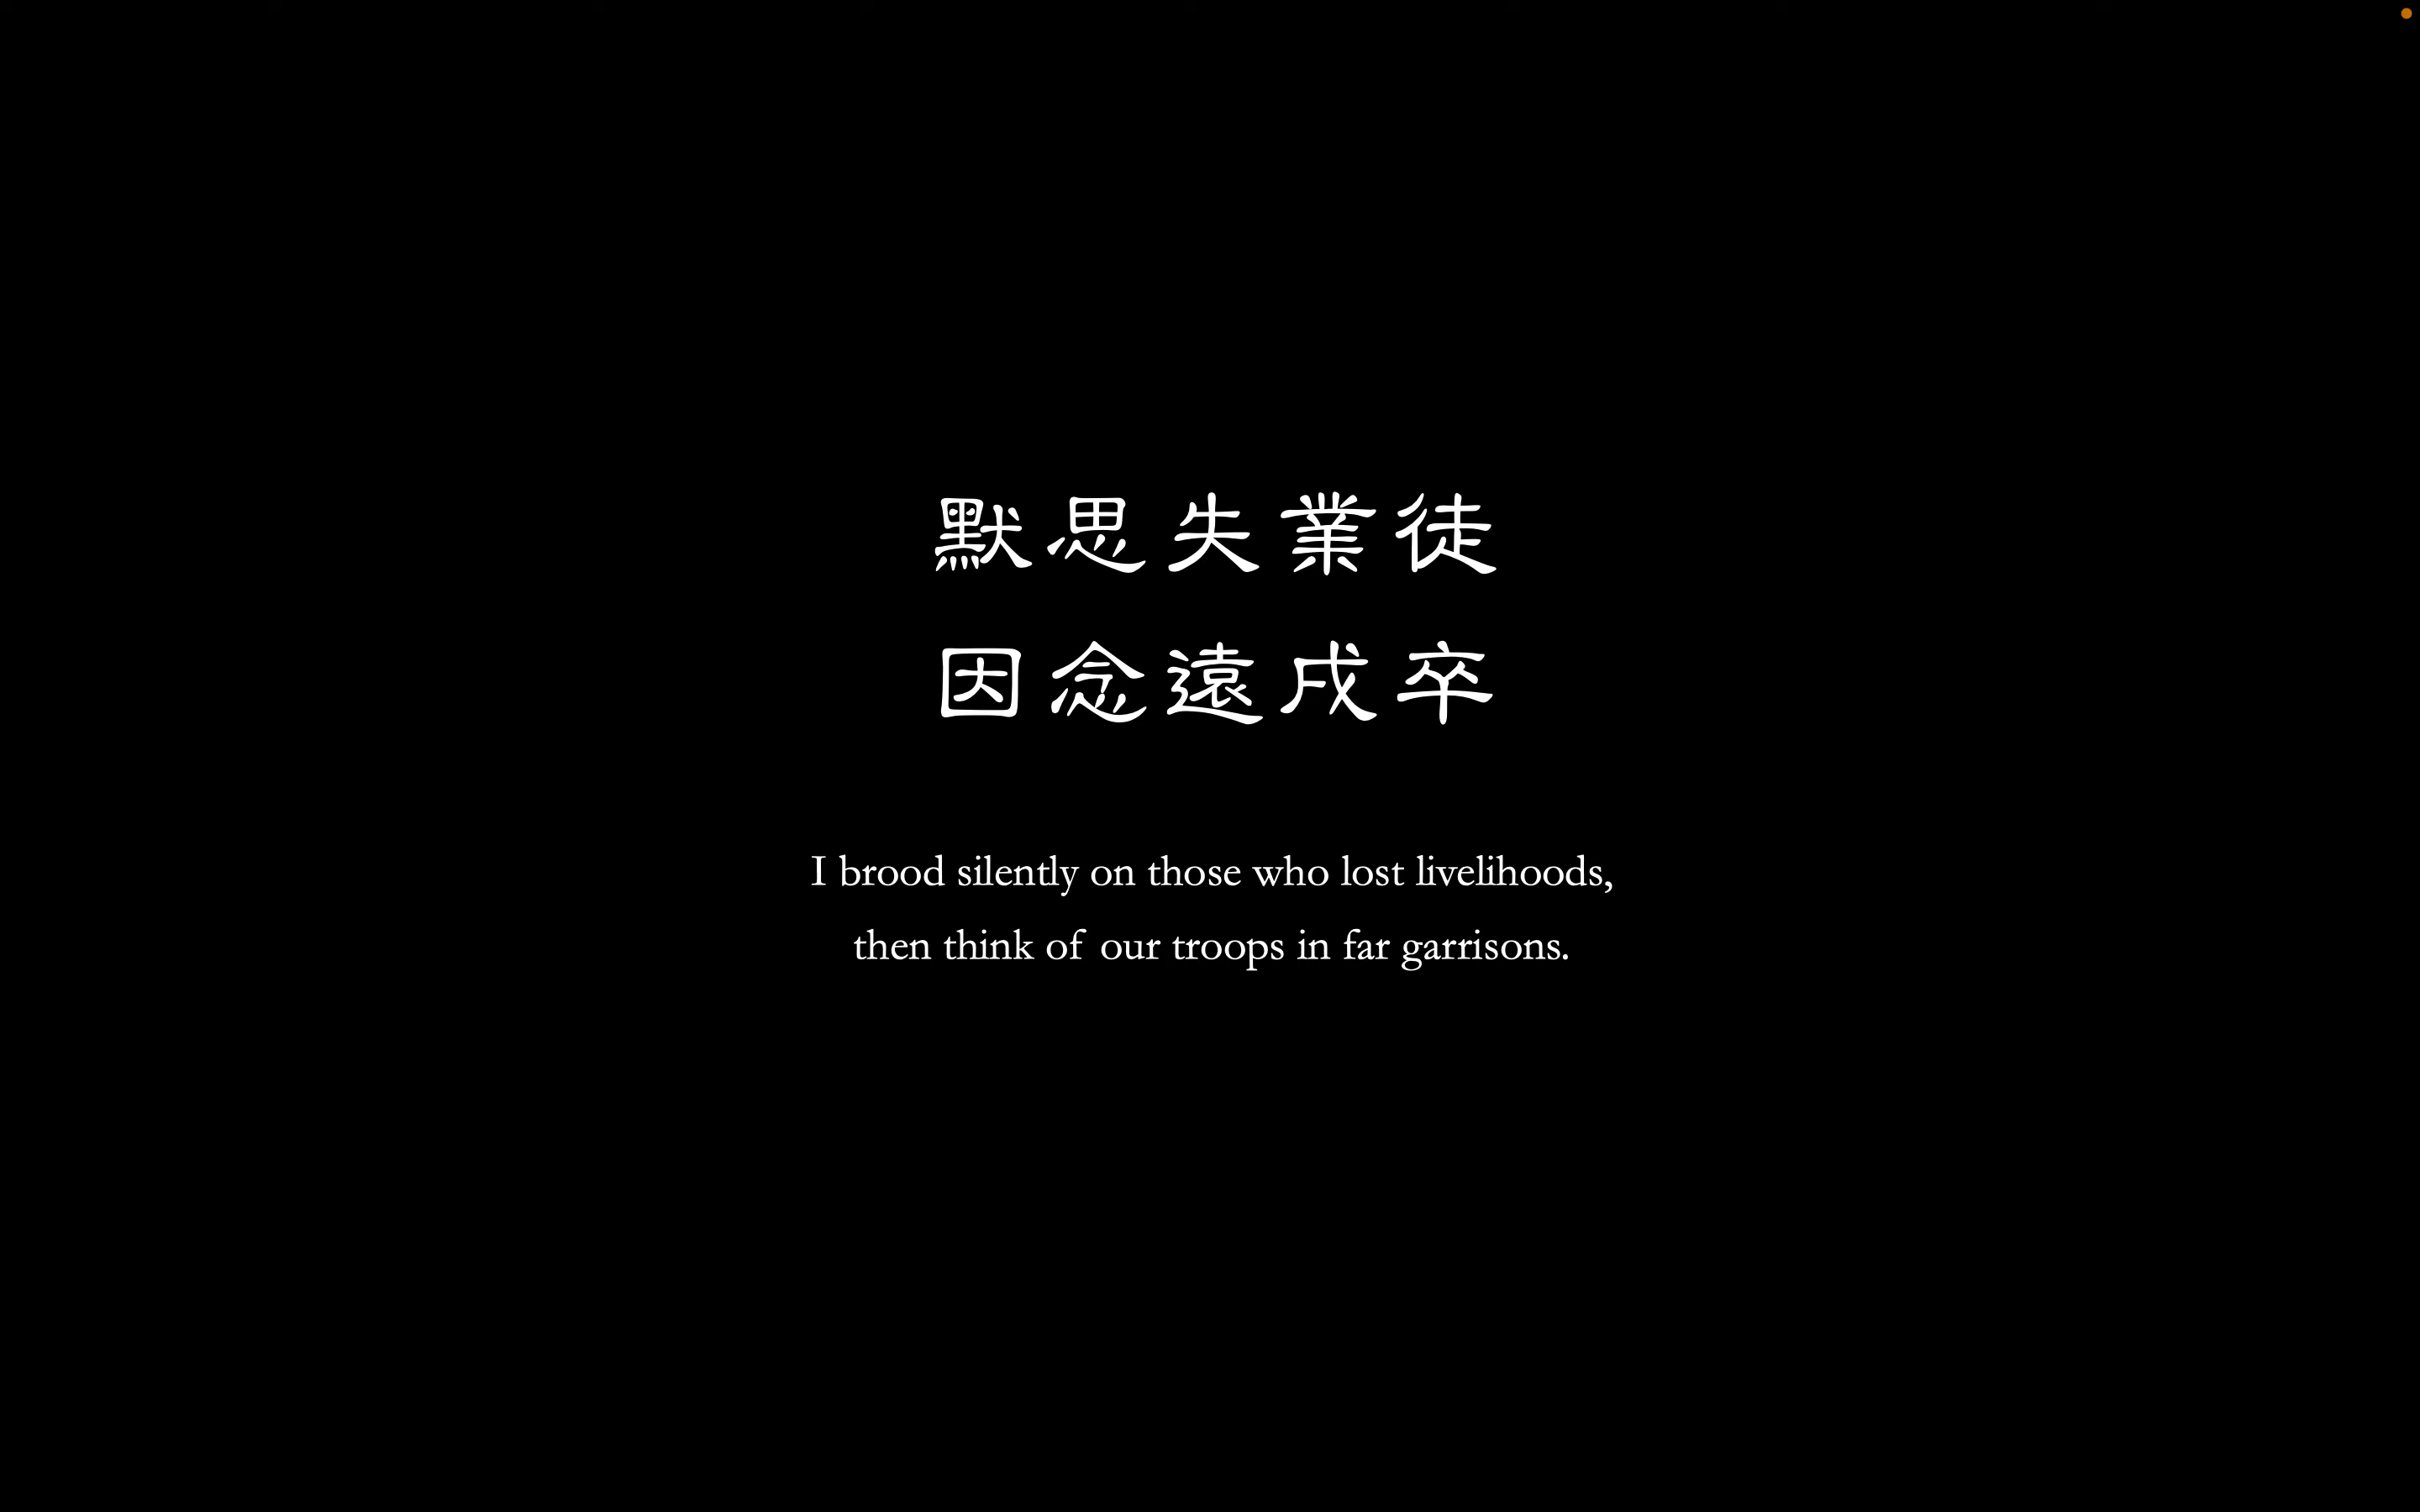 默思失業徒
因念遠戍卒
I brood silently on those who lost livelihoods,
then think of our troops in far garrisons.